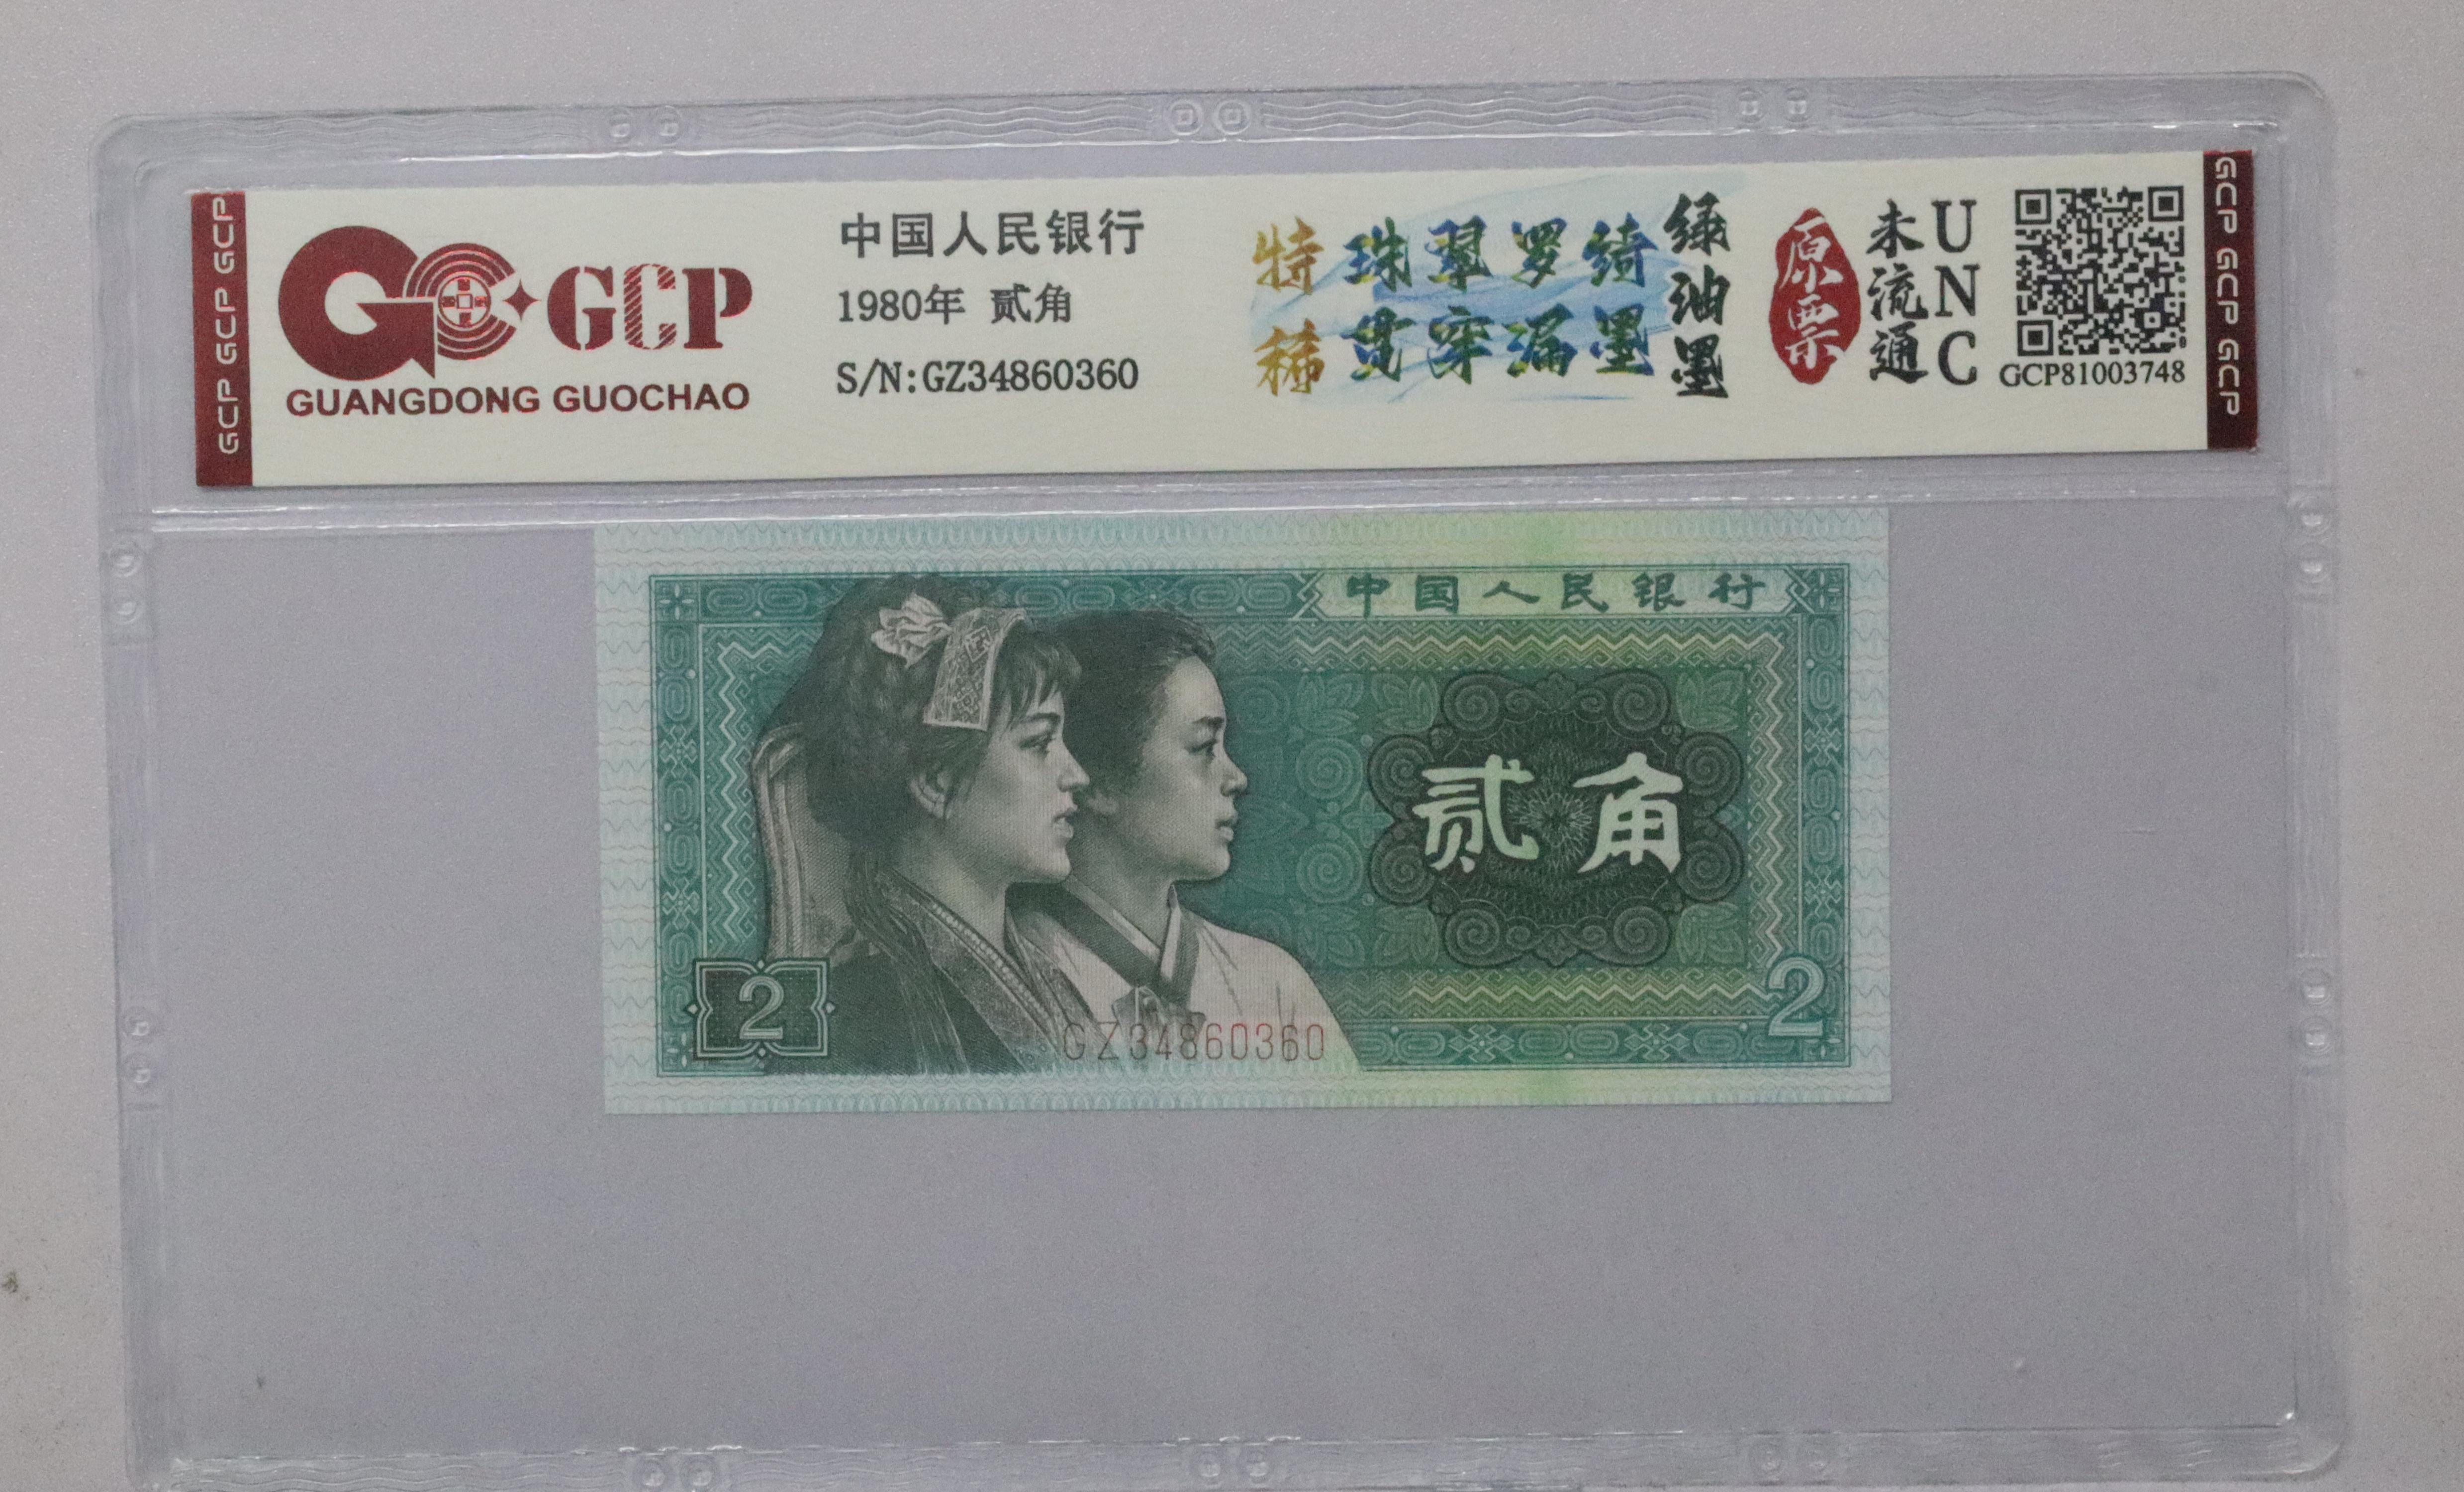 GCP GCP GCP
GCP
GUANGDONG GUOCHAO
中国人民银行
1980年 贰角
S/N:GZ34860360
特稀
珠翠罗绮
贯穿漏墨
绿油墨
原票
未流通
UNC
GCP81003748
GCP GCP GCP
中国人民银行
贰角
2
GZ34860360
2